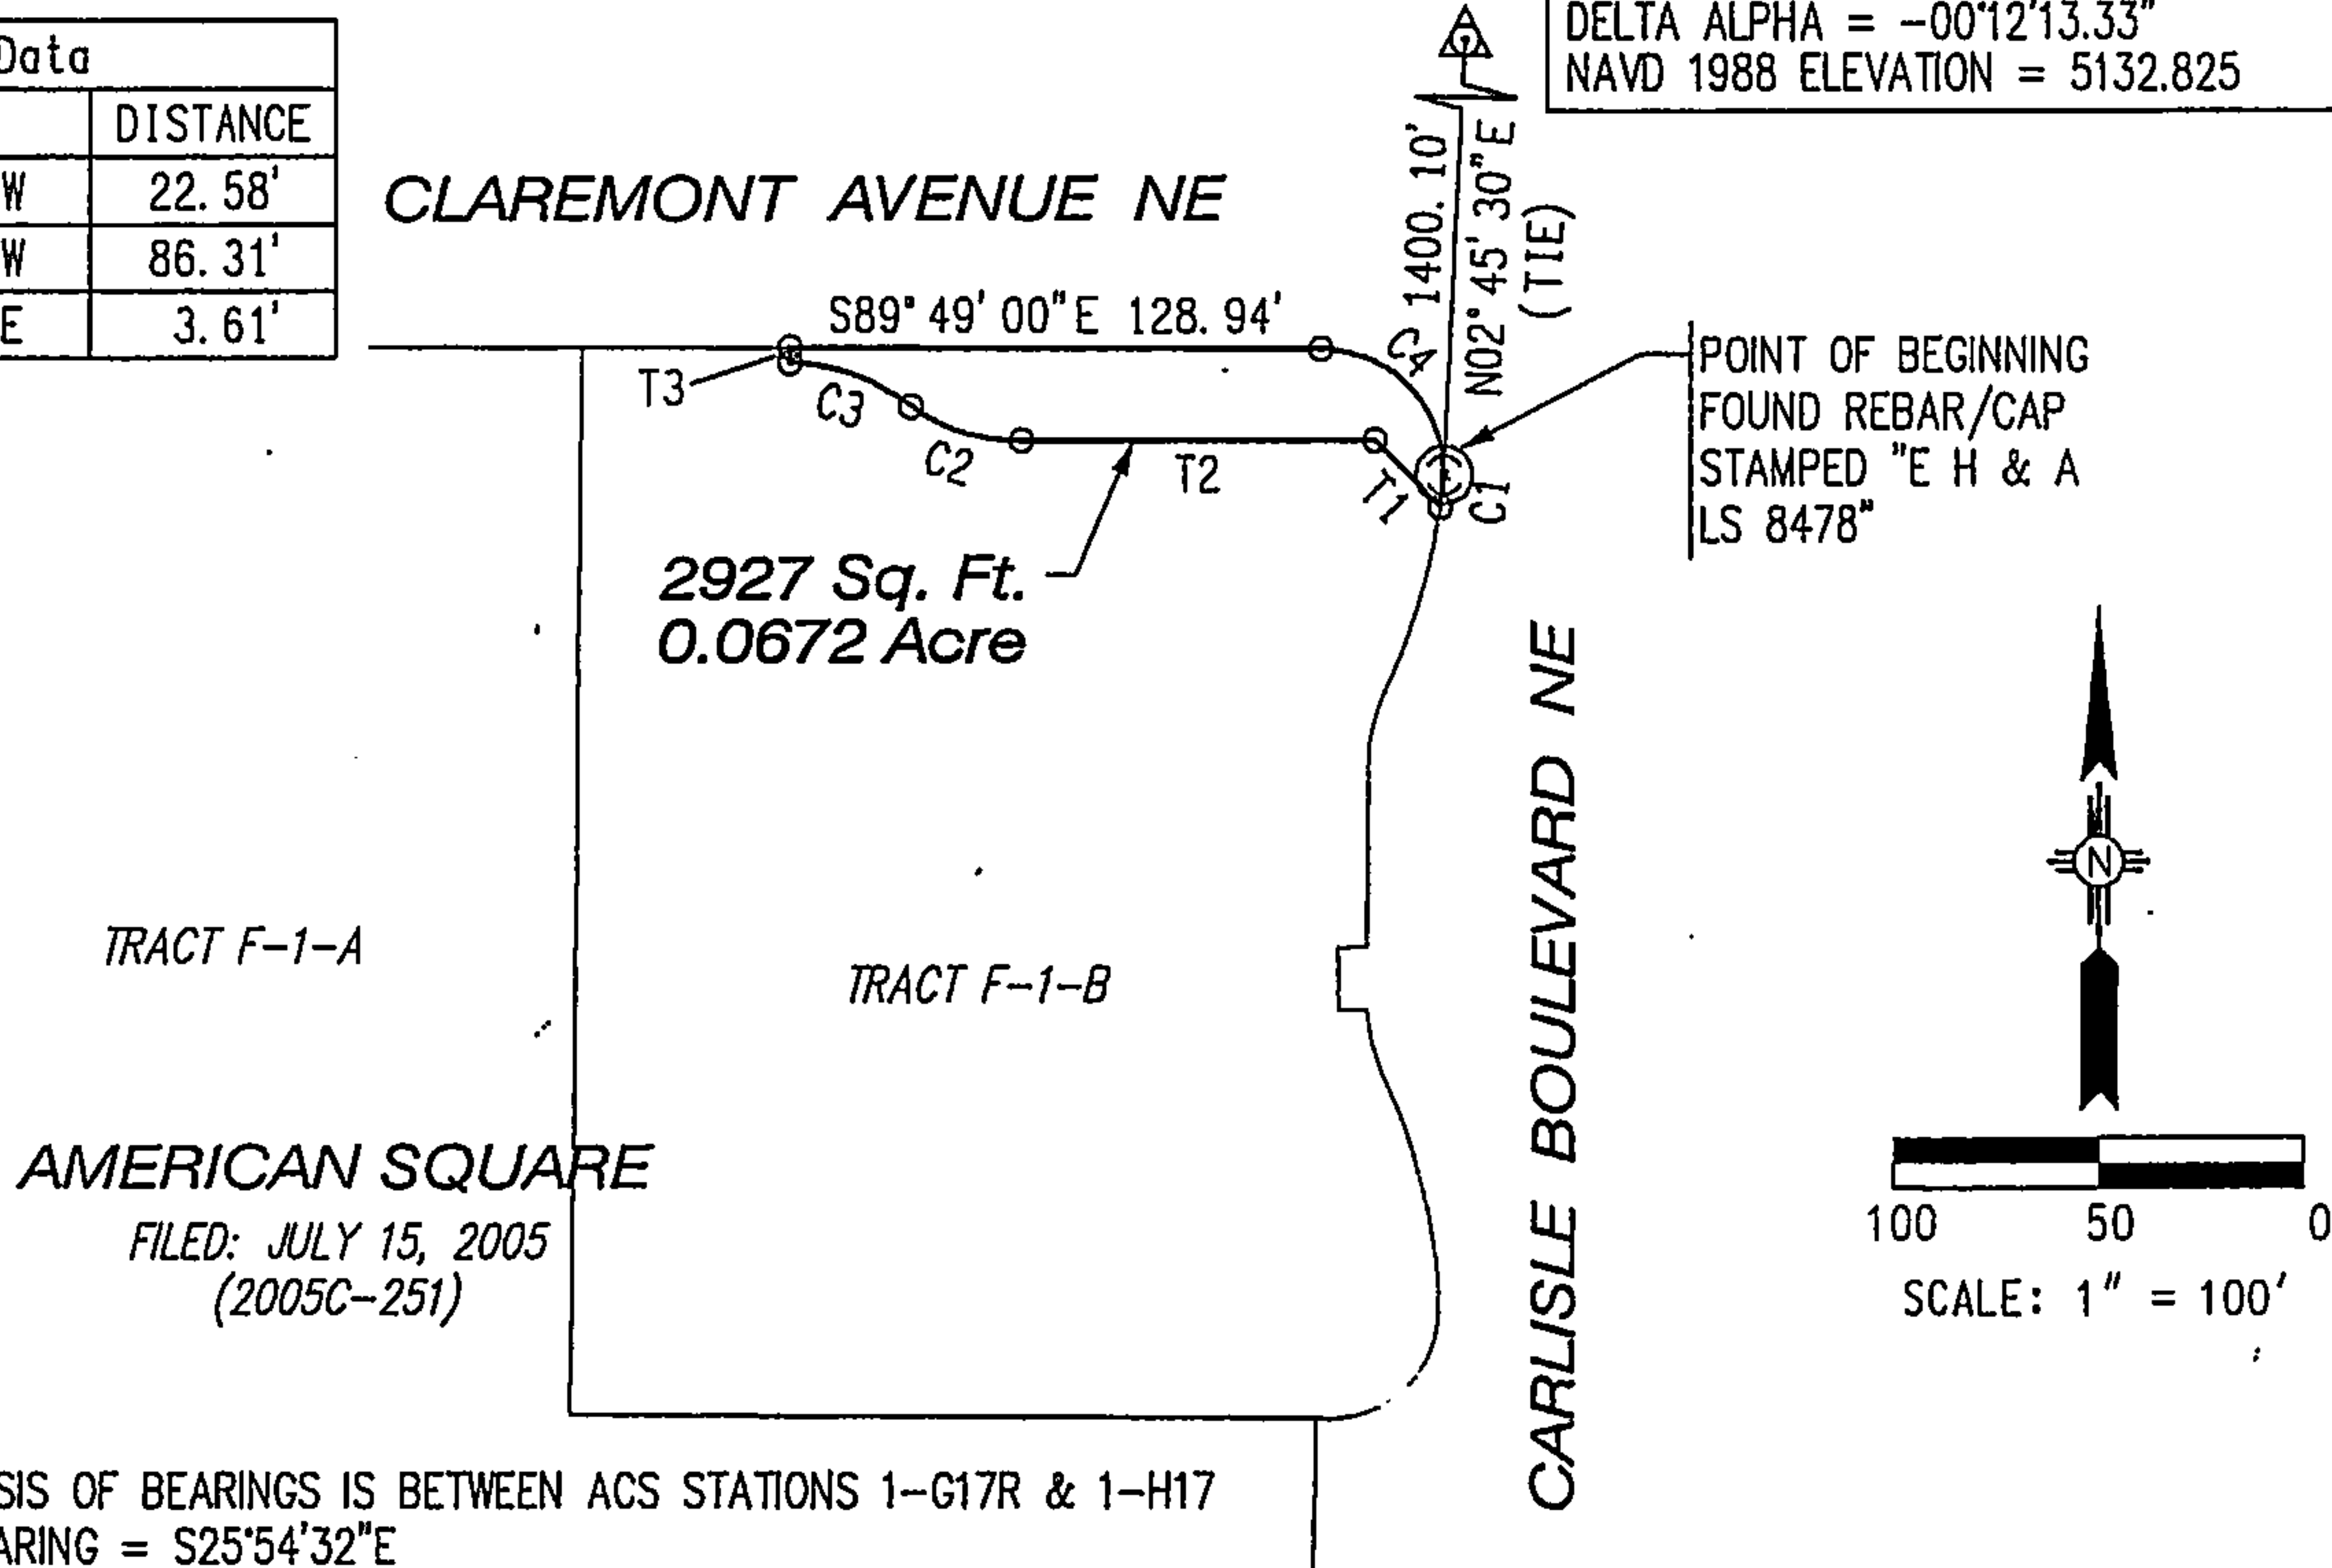 Data
DISTANCE
W 22.58'
W 86.31'
E 3.61'
DELTA ALPHA = -00°12'13.33"
NAVD 1988 ELEVATION = 5132.825
CLAREMONT AVENUE NE
1400.10'
N02°45'30"E
(TIE)
S89°49'00"E 128.94'
C4
T3
C3
C2
T2
T1
C1
POINT OF BEGINNING
FOUND REBAR/CAP
STAMPED "E H & A
LS 8478"
2927 Sq. Ft.
0.0672 Acre
CARLISLE BOULEVARD NE
N
TRACT F-1-A
TRACT F-1-B
AMERICAN SQUARE
FILED: JULY 15, 2005
(2005C-251)
100 50 0
SCALE: 1" = 100'
SIS OF BEARINGS IS BETWEEN ACS STATIONS 1-G17R & 1-H17
ARING = S25°54'32"E